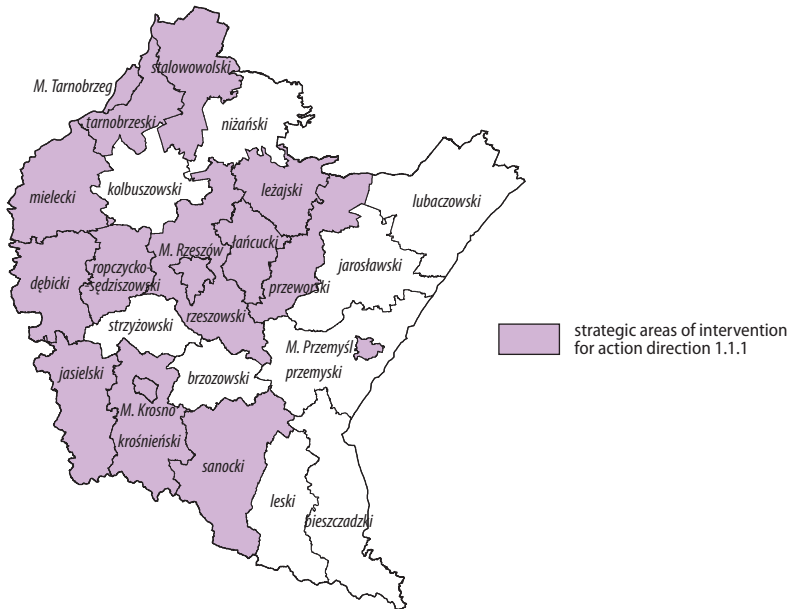 stalowowolski
M. Tarnobrzeg
tarnobrzeski
niżański
mielecki
kolbuszowski
leżajski
lubaczowski
M. Rzeszów
łańcucki
ropczycko-
sędziszowski
dębicki
jarosławski
przeworski
rzeszowski
strzyżowski
M. Przemyśl
przemyski
jasielski
brzozowski
M. Krosno
krośnieński
sanocki
leski
bieszczadzki
strategic areas of intervention
for action direction 1.1.1